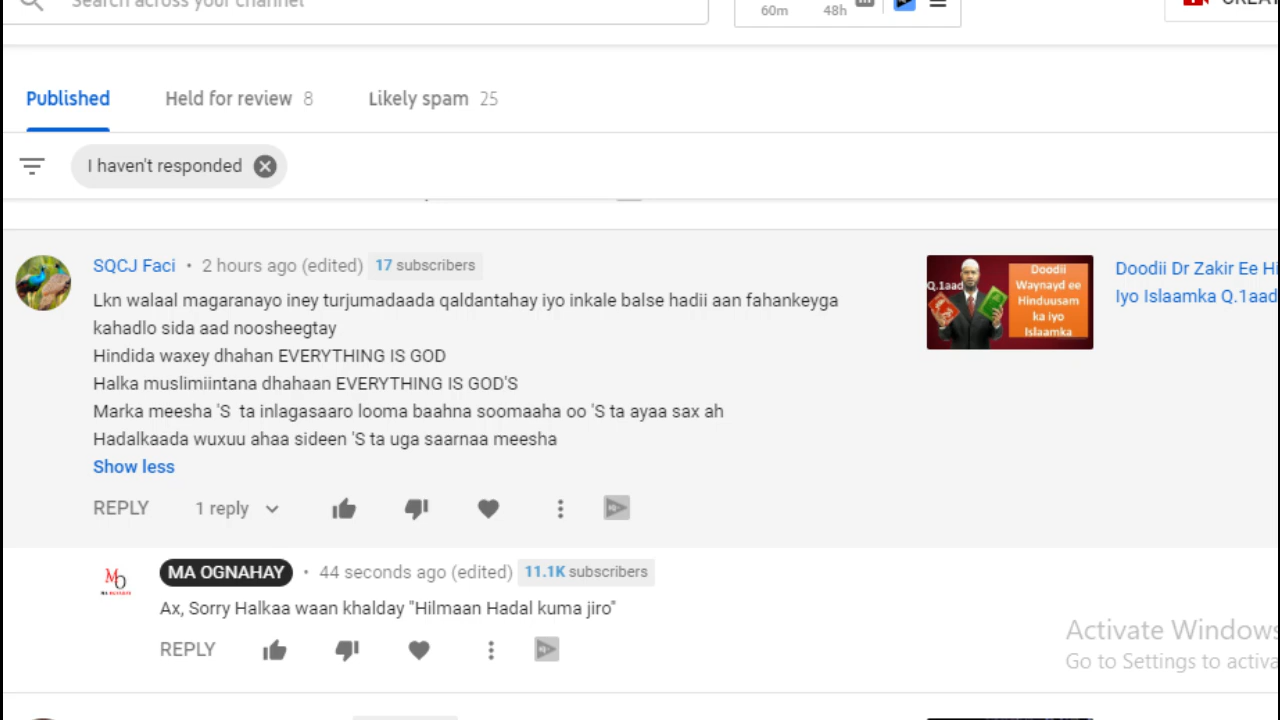 Search across your channel
60m 48h
Published Held for review 8 Likely spam 25
I haven't responded
SQCJ Faci • 2 hours ago (edited) 17 subscribers
Lkn walaal magaranayo iney turjumadaada qaldantahay iyo inkale balse hadii aan fahankeyga
kahadlo sida aad noosheegtay
Hindida waxey dhahan EVERYTHING IS GOD
Halka muslimiintana dhahaan EVERYTHING IS GOD'S
Marka meesha 'S ta inlagasaaro looma baahna soomaaha oo 'S ta ayaa sax ah
Hadalkaada wuxuu ahaa sideen 'S ta uga saarnaa meesha
Show less
REPLY 1 reply
Q.1aad
Doodii
Waynayd ee
Hinduusam
ka iyo
Islaamka
Doodii Dr Zakir Ee Hi
Iyo Islaamka Q.1aad
MA OGNAHAY • 44 seconds ago (edited) 11.1K subscribers
Ax, Sorry Halkaa waan khalday "Hilmaan Hadal kuma jiro"
REPLY
MO
Activate Windows
Go to Settings to activa